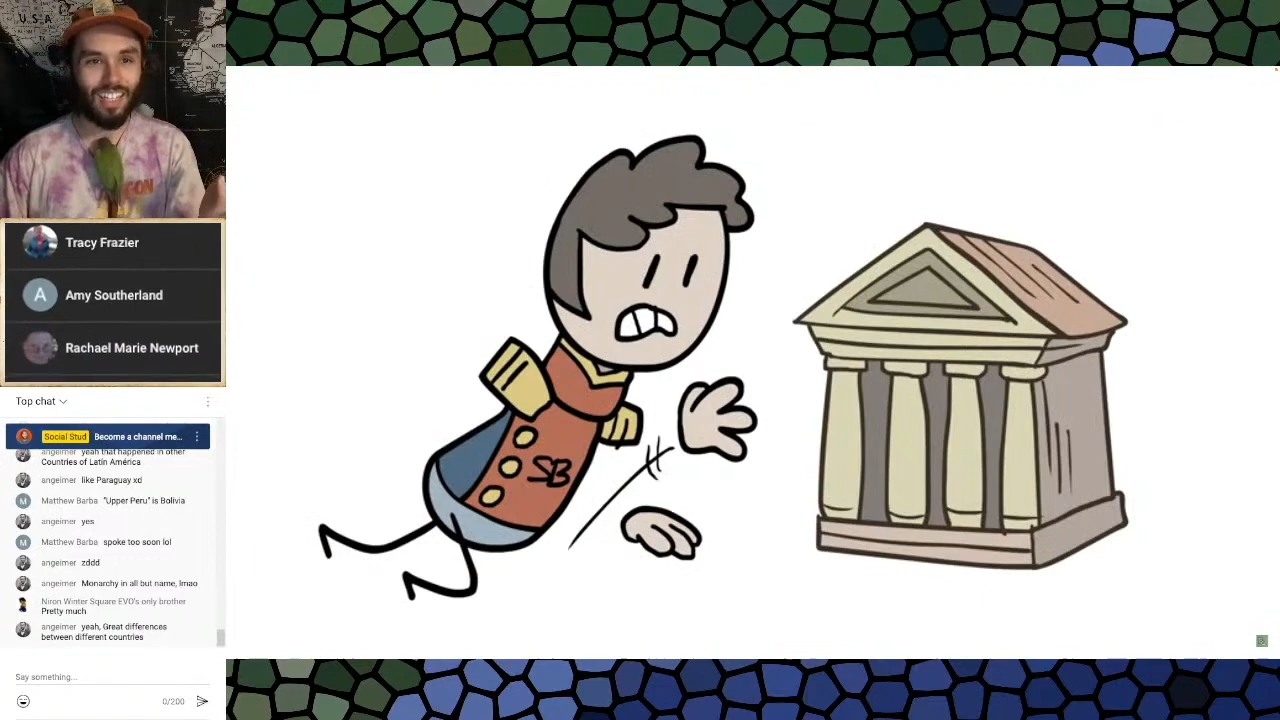 U.S.A
Tracy Frazier
A
Amy Southerland
Rachael Marie Newport
Top chat
Social Stud Become a channel me...
angeimer yeah that happened in other
Countries of Latín América
angeimer like Paraguay xd
M Matthew Barba "Upper Peru" is Bolivia
angeimer yes
M Matthew Barba spoke too soon lol
angeimer zddd
angeimer Monarchy in all but name, lmao
Niron Winter Square EVO's only brother
Pretty much
angeimer yeah, Great differences
between different countries
Say something...
0/200
SB